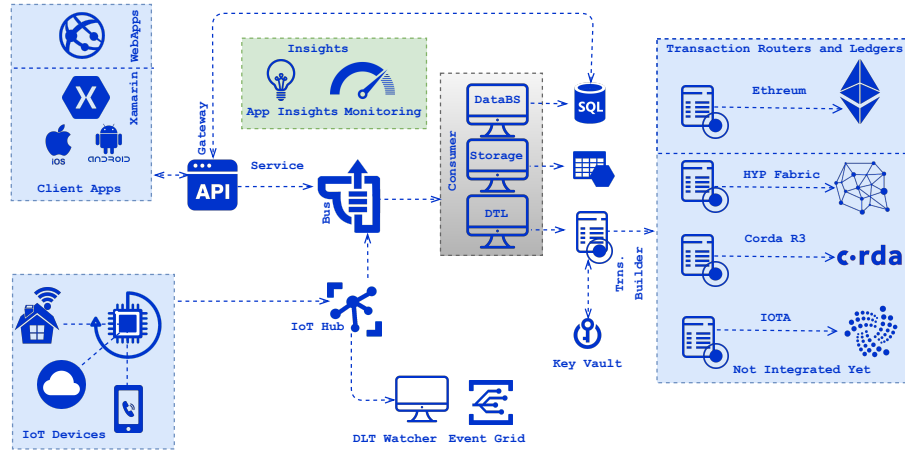 WebApps
Xamarin
iOS
ANDROID
Client Apps
Gateway
API
Service
Insights
App Insights Monitoring
Bus
Consumer
DataBS
Storage
DTL
SQL
Trns.
Builder
Key Vault
Transaction Routers and Ledgers
Ethreum
HYP Fabric
Corda R3
c·rda
IOTA
Not Integrated Yet
IoT Hub
IoT Devices
DLT Watcher
Event Grid